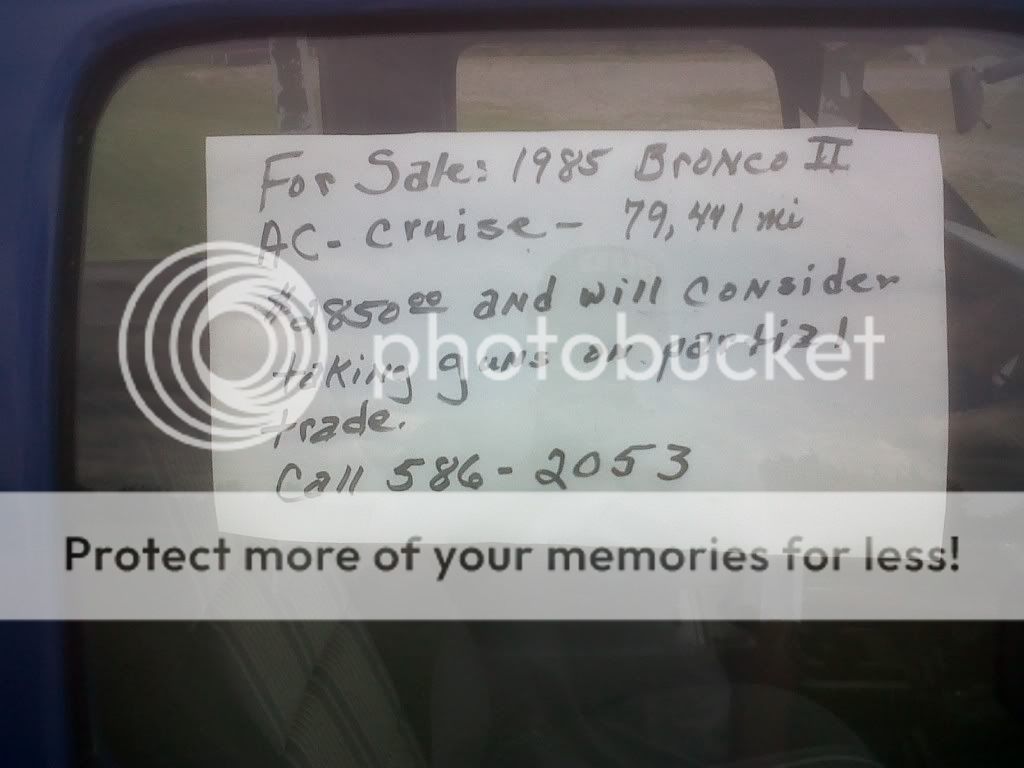 For Sale: 1985 Bronco II
AC - Cruise - 79,441 mi
$2850.00 and will consider
taking guns on partial
trade.
Call 586-2053
photobucket
Protect more of your memories for less!